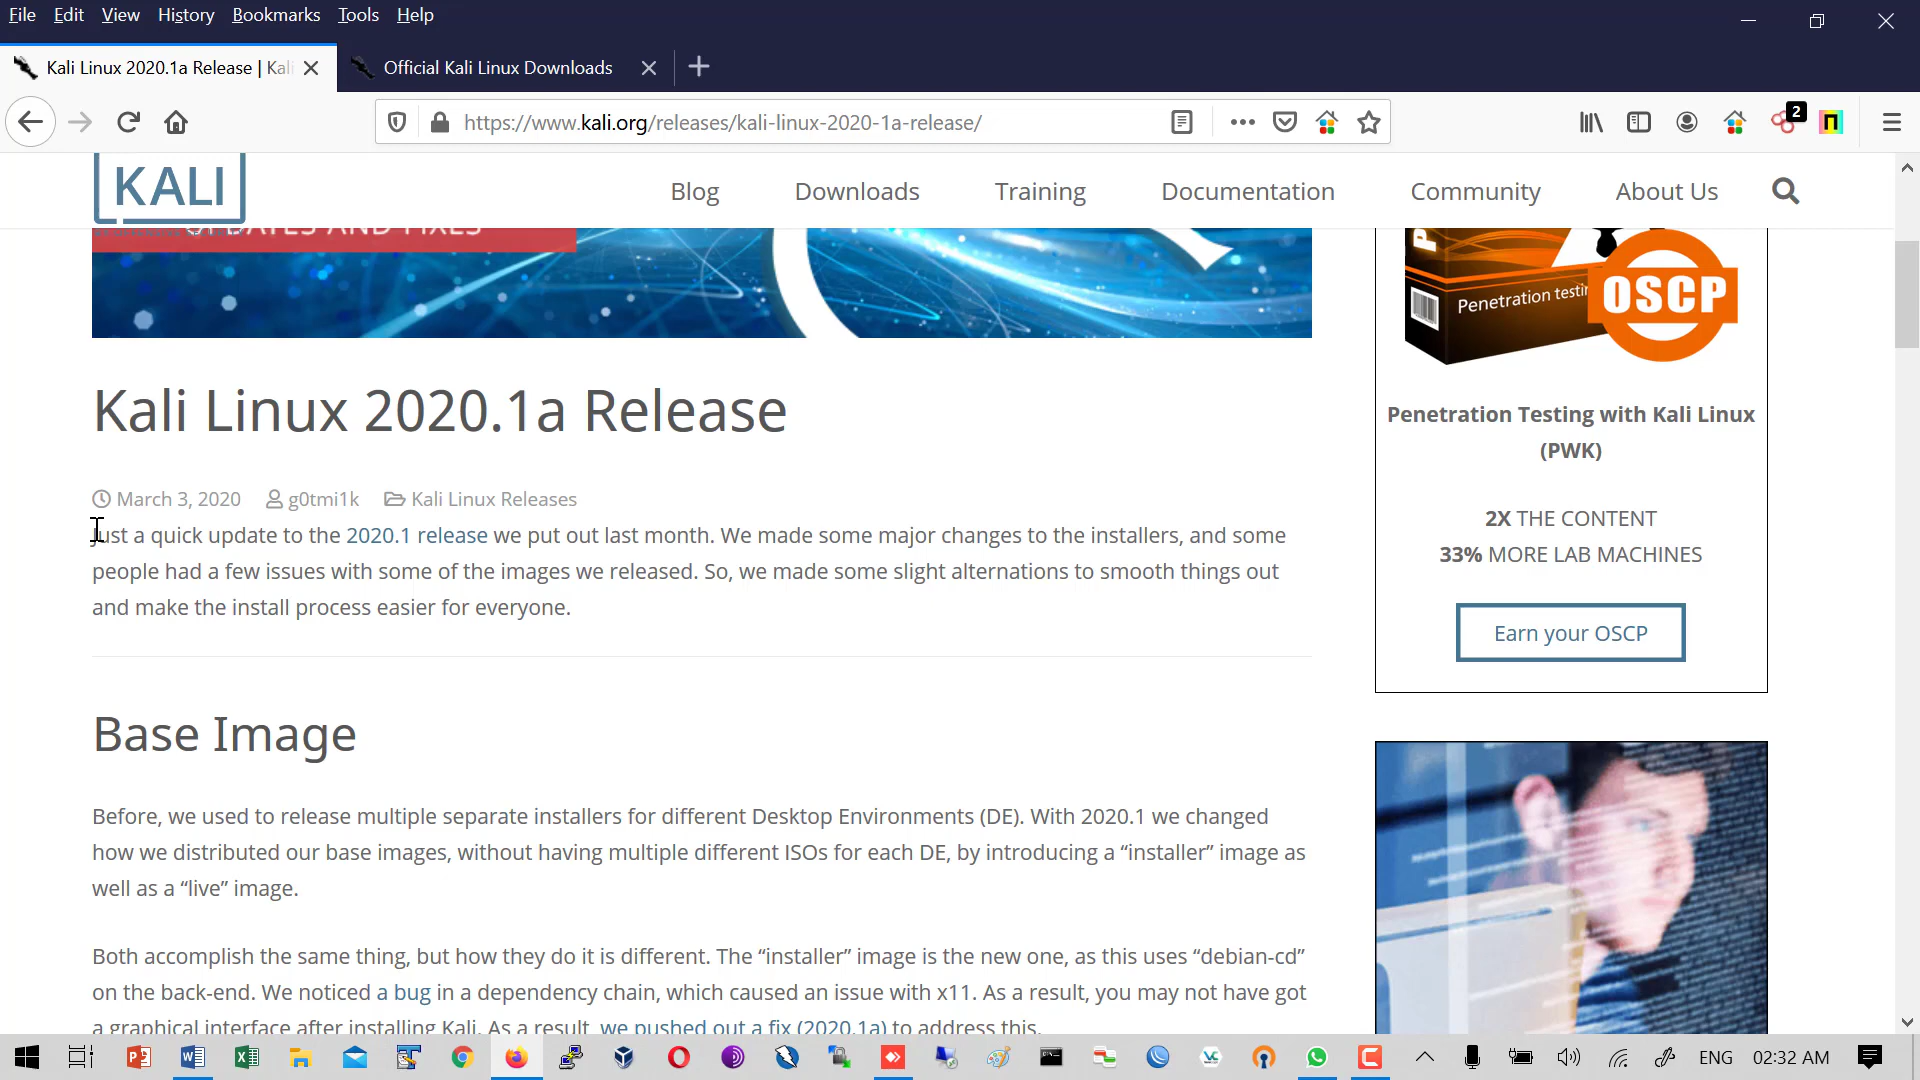 File Edit View History Bookmarks Tools Help
Kali Linux 2020.1a Release | Kali
Official Kali Linux Downloads
https://www.kali.org/releases/kali-linux-2020-1a-release/
2
KALI
Blog Downloads Training Documentation Community About Us
UPDATES AND FIXES
Penetration testing
OSCP
Kali Linux 2020.1a Release
March 3, 2020 g0tmi1k Kali Linux Releases
Just a quick update to the 2020.1 release we put out last month. We made some major changes to the installers, and some
people had a few issues with some of the images we released. So, we made some slight alternations to smooth things out
and make the install process easier for everyone.
Base Image
Before, we used to release multiple separate installers for different Desktop Environments (DE). With 2020.1 we changed
how we distributed our base images, without having multiple different ISOs for each DE, by introducing a “installer” image as
well as a “live” image.
Both accomplish the same thing, but how they do it is different. The “installer” image is the new one, as this uses “debian-cd”
on the back-end. We noticed a bug in a dependency chain, which caused an issue with x11. As a result, you may not have got
a graphical interface after installing Kali. As a result, we pushed out a fix (2020.1a) to address this.
Penetration Testing with Kali Linux
(PWK)
2X THE CONTENT
33% MORE LAB MACHINES
Earn your OSCP
ENG 02:32 AM